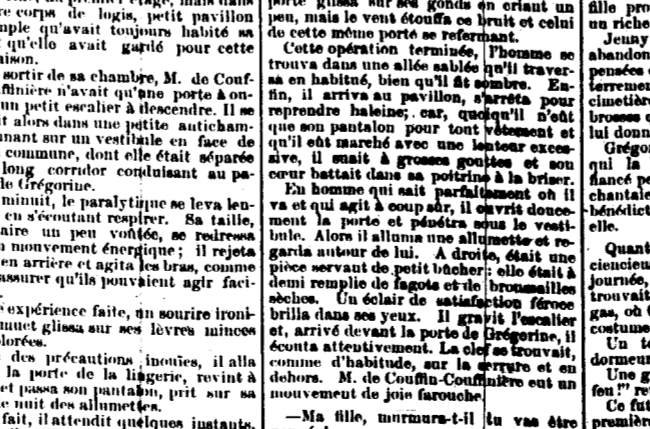 ce corps de logis, petit pavillon
mple qu'avait toujours habité sa
qu'elle avait gardé pour cette
aison.
sortir de sa chambre, M. de Couf-
ffinière n'avait qu'une porte à ou-
un petit escalier à descendre. Il se
it alors dans une petite anticham-
nnant sur un vestibule en face de
commune, dont elle était séparée
long corridor conduisant au pa-
de Grégorine.
minuit, le paralytique se leva len-
en s'écoutant respirer. Sa taille,
aire un peu voûtée, se redressa
n mouvement énergique ; il rejeta
en arrière et agita les bras, comme
assurer qu'ils pouvaient agir faci-
expérience faite, un sourire ironi-
muet glissa sur ses lèvres minces
olorées.
des précautions inouïes, il alla
la porte de la lingerie, revint à
et passa son pantalon, prit sur sa
e nuit des allumettes.
fait, il attendit quelques instants,
porte glissa sur ses gonds en criant un
peu, mais le vent étouffa ce bruit et celui
de cette même porte se refermant.
Cette opération terminée, l'homme se
trouva dans une allée sablée qu'il traver-
sa en habitué, bien qu'il fît sombre. En-
fin, il arriva au pavillon, s'arrêta pour
reprendre haleine; car, quoiqu'il n'eût
que son pantalon pour tout vêtement et
qu'il eût marché avec une lenteur exces-
sive, il suait à grosses gouttes et son
cœur battait dans sa poitrine à la briser.
En homme qui sait parfaitement où il
va et qui agit à coup sûr, il ouvrit douce-
ment la porte et pénétra sous le vesti-
bule. Alors il alluma une allumette et re-
garda autour de lui. A droite, était une
pièce servant de petit bûcher : elle était à
demi remplie de fagots et de broussailles
sèches. Un éclair de satisfaction féroce
brilla dans ses yeux. Il gravit l'escalier
et, arrivé devant la porte de Grégorine, il
écouta attentivement. La clef se trouvait,
comme d'habitude, sur la serrure et en
dehors. M. de Couffin-Couffinière eut un
mouvement de joie farouche.
—Ma fille, murmura-t-il tu vas être
fille pro
un riche
Jenny
abandon
pensées
terremen
cimetière
brosses
lui donn
Grégor
qui la
fiancé pe
chantale
bénédict
elle.
Quant
ciencieu
journée,
trouvait
gas, où
costume
Un t
dormeur
Une g
feu !" re
Ce fut
première